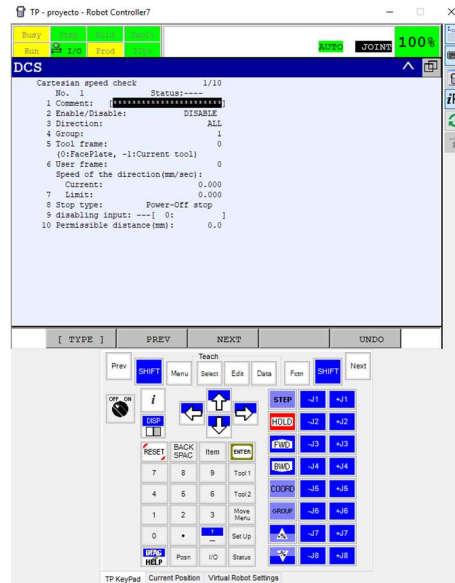 TP - proyecto - Robot Controller7
Busy Step Hold Fault
Run I/O Prod TCyc
AUTO JOINT 100%
DCS
Cartesian speed check 1/10
No. 1 Status:----
1 Comment: [************************]
2 Enable/Disable: DISABLE
3 Direction: ALL
4 Group: 1
5 Tool frame: 0
(0:FacePlate, -1:Current tool)
6 User frame: 0
Speed of the direction(mm/sec):
Current: 0.000
7 Limit: 0.000
8 Stop type: Power-Off stop
9 disabling input: ---[ 0: ]
10 Permissible distance(mm): 0.0
[ TYPE ] PREV NEXT UNDO
Teach
Prev SHIFT Menu Select Edit Data Fctn SHIFT Next
OFF ON i STEP -J1 +J1
DISP HOLD -J2 +J2
RESET BACK SPAC Item ENTER FWD -J3 +J3
7 8 9 Tool 1 BWD -J4 +J4
4 5 6 Tool 2 COORD -J5 +J5
1 2 3 Move Menu GROUP -J6 +J6
0 . , _ Set Up -J7 +J7
DIAG HELP Posn I/O Status -J8 +J8
TP KeyPad Current Position Virtual Robot Settings